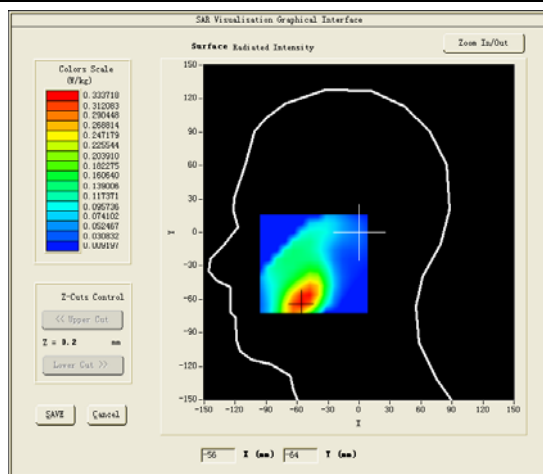 SAR Visualisation Graphical Interface
Surface Radiated Intensity
Zoom In/Out
Colors Scale
(W/kg)
0.333718
0.312083
0.290448
0.268814
0.247179
0.225544
0.203910
0.182275
0.160640
0.139006
0.117371
0.095736
0.074102
0.052467
0.030832
0.009197
Z-Cuts Control
<< Upper Cut
Z = 0.2 mm
Lower Cut >>
SAVE Cancel
150-
120-
90-
60-
30-
0-
-30-
-60-
-90-
-120-
-150-
Y
-150 -120 -90 -60 -30 0 30 60 90 120 150
X
-56 X (mm) -64 Y (mm)